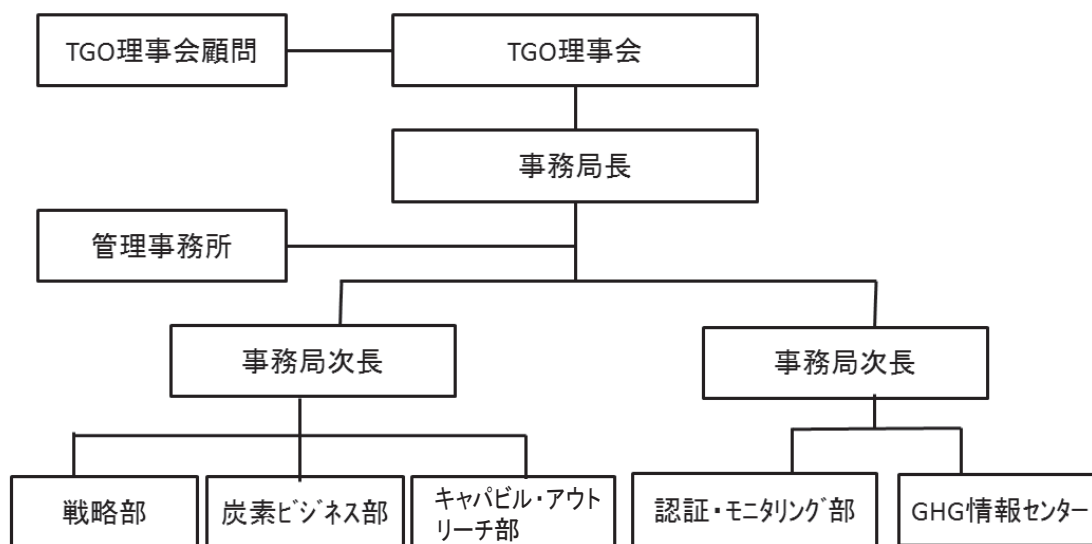 TGO理事会顧問
TGO理事会
事務局長
管理事務所
事務局次長
事務局次長
戦略部
炭素ビジネス部
キャパビル・アウト
リーチ部
認証・モニタリング部
GHG情報センター